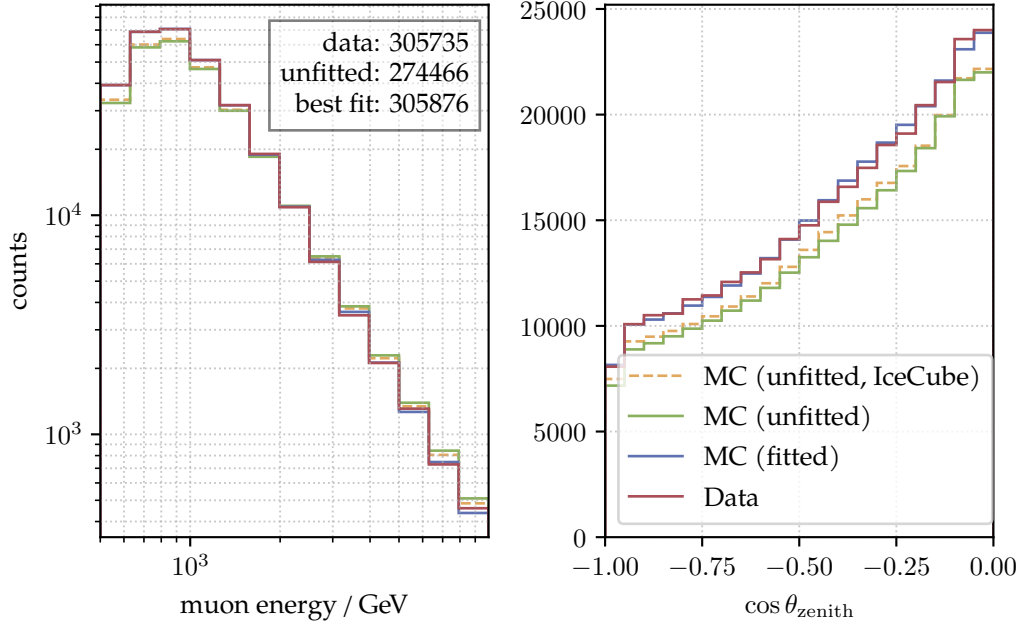 data: 305735
unfitted: 274466
best fit: 305876
10^4
10^3
counts
10^3
muon energy / GeV
25000
20000
15000
10000
5000
0
MC (unfitted, IceCube)
MC (unfitted)
MC (fitted)
Data
−1.00 −0.75 −0.50 −0.25 0.00
cos θ_zenith